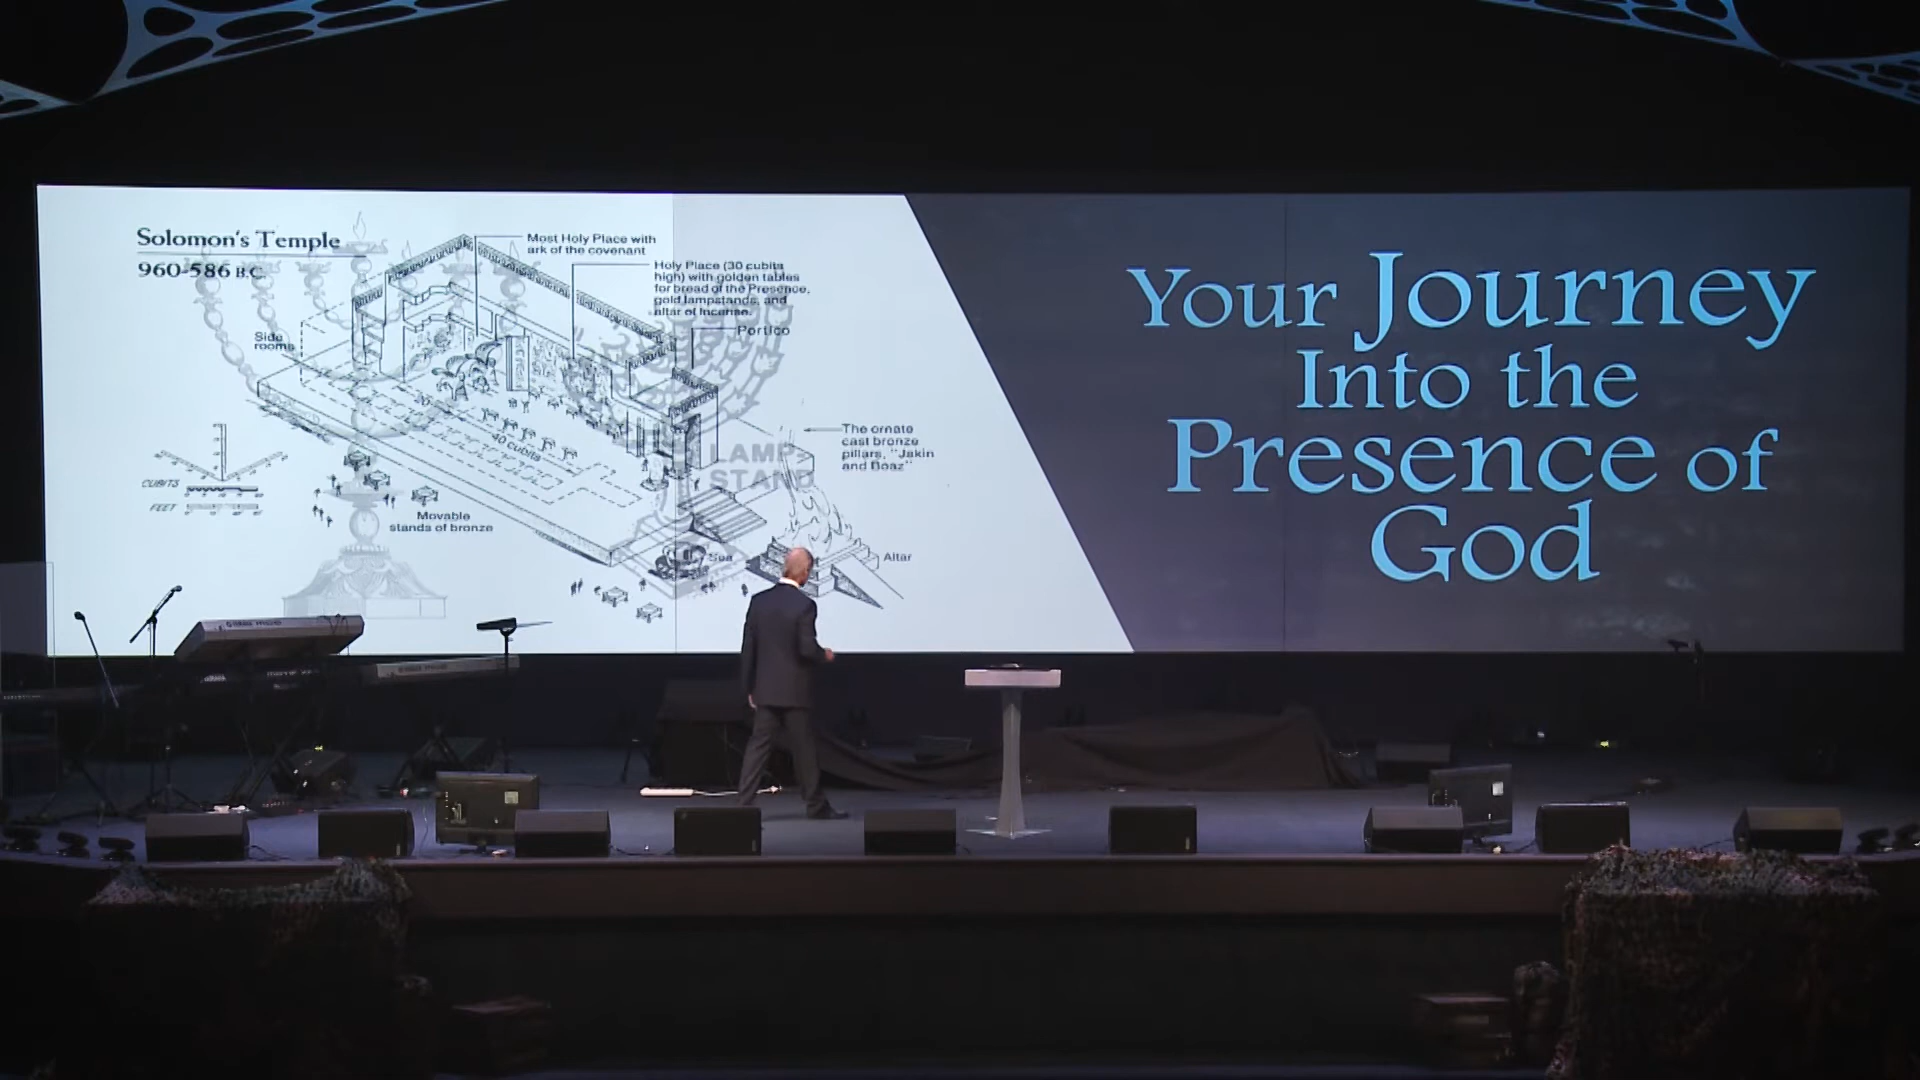 Solomon's Temple
960-586 B.C.
Most Holy Place with
ark of the covenant
Holy Place (30 cubits
high) with golden tables
for bread of the Presence,
gold lampstands, and
altar of incense.
Portico
Side
rooms
40 cubits
The ornate
cast bronze
pillars, "Jakin
and Boaz"
LAMP-
STAND
CUBITS
FEET
Movable
stands of bronze
Sea
Altar
Your Journey
Into the
Presence of
God